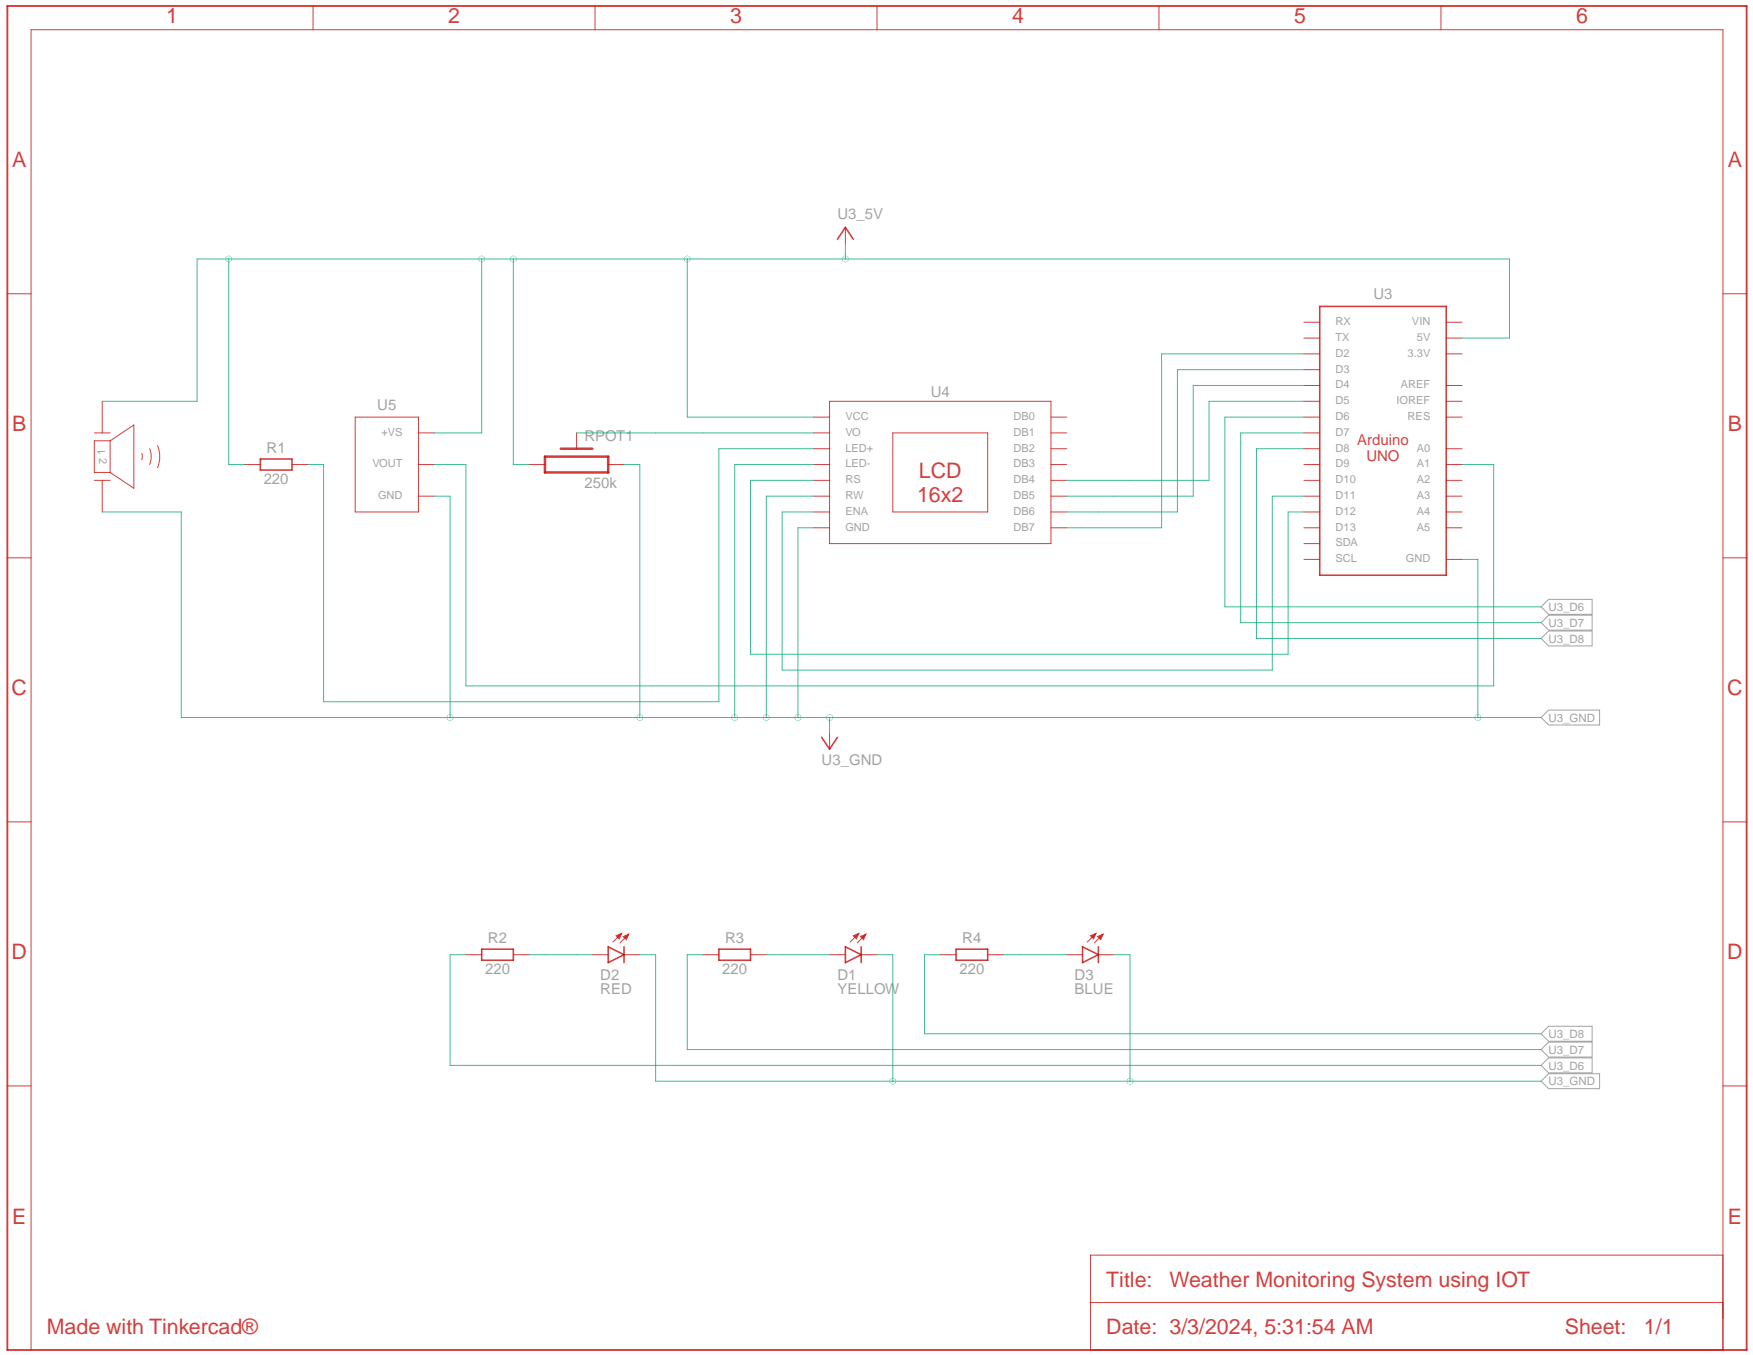 1 2 3 4 5 6
A A
U3_5V
B B
U3
RX VIN
TX 5V
D2 3.3V
D3
D4 AREF
D5 IOREF
D6 RES
D7
D8 A0
D9 A1
D10 A2
D11 A3
D12 A4
D13 A5
SDA
SCL GND
Arduino
UNO
U4
VCC DB0
VO DB1
LED+ DB2
LED- DB3
RS DB4
RW DB5
ENA DB6
GND DB7
LCD
16x2
U5
+VS
VOUT
GND
RPOT1
250k
R1
220
1 2
U3_D6
U3_D7
U3_D8
C C
U3_GND
U3_GND
D D
R2
220
D2
RED
R3
220
D1
YELLOW
R4
220
D3
BLUE
U3_D8
U3_D7
U3_D6
U3_GND
E E
Title: Weather Monitoring System using IOT
Made with Tinkercad®
Date: 3/3/2024, 5:31:54 AM Sheet: 1/1